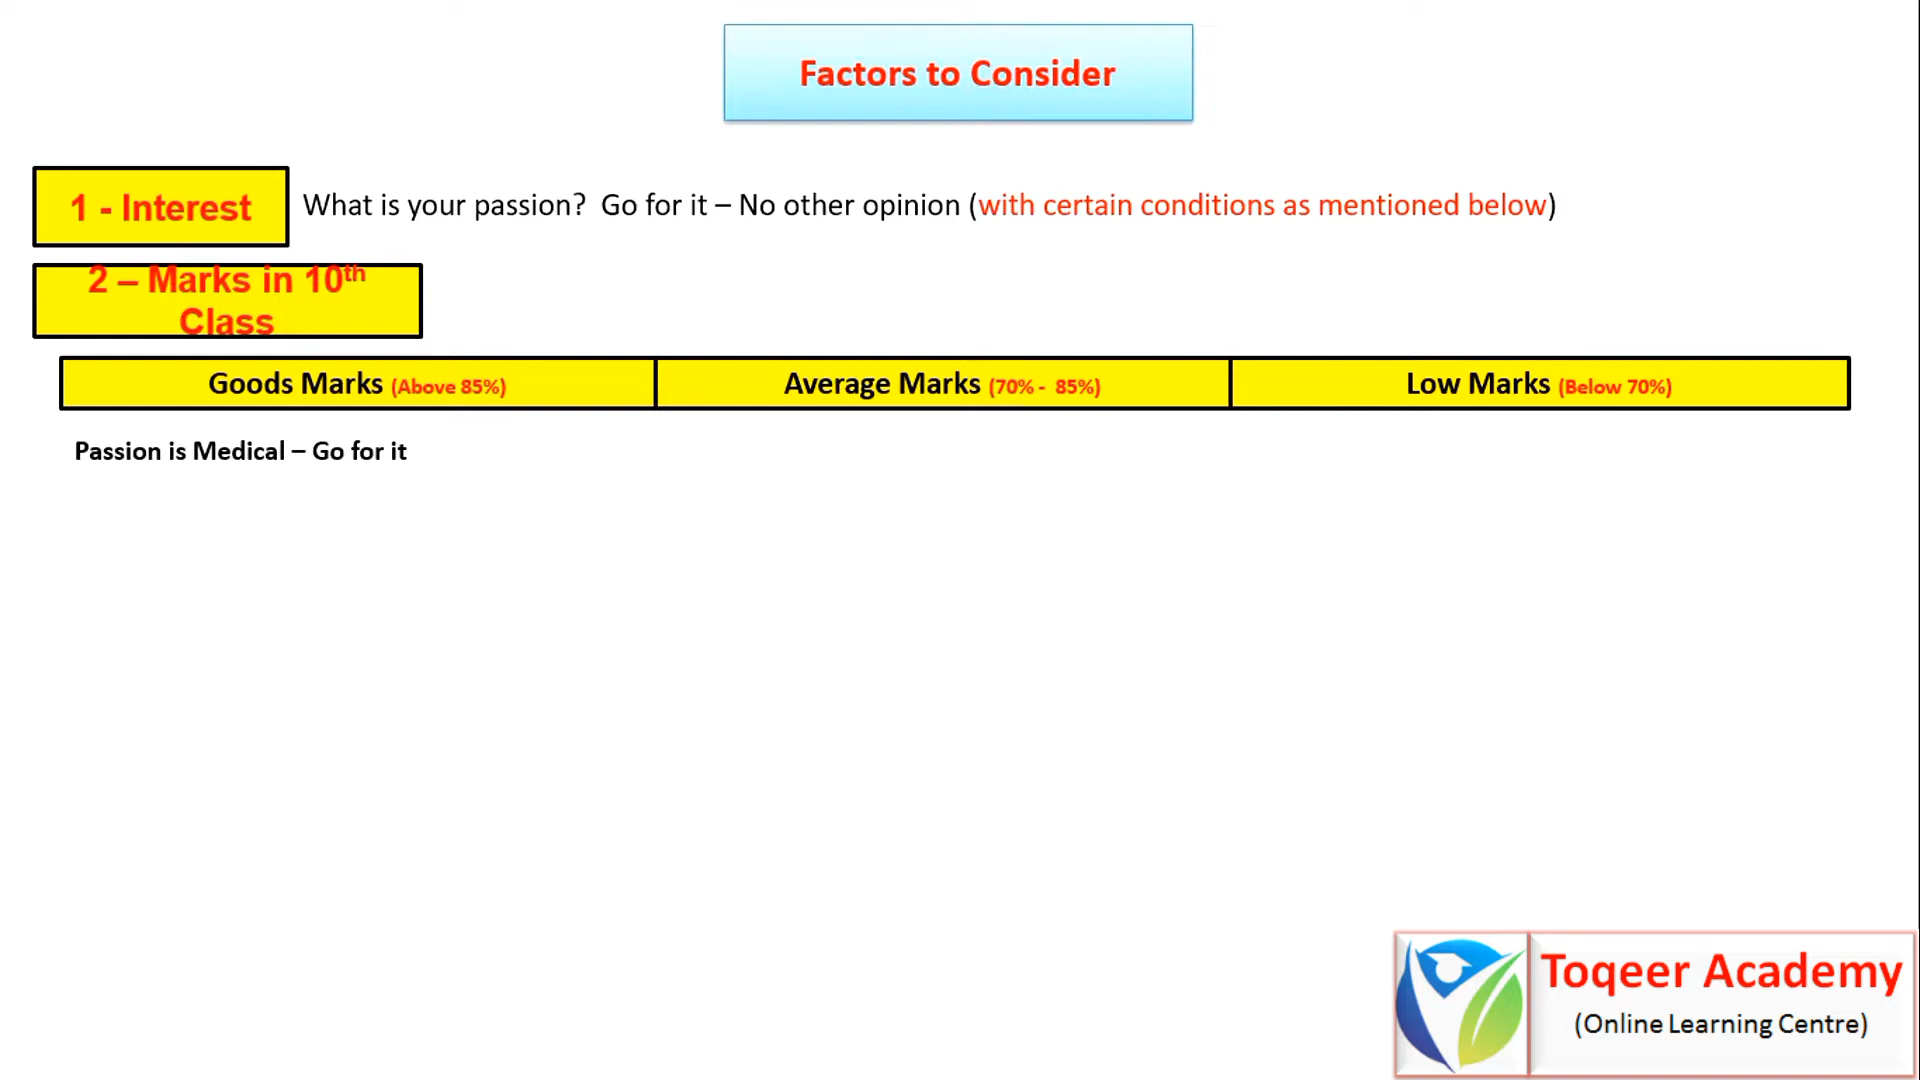 Factors to Consider
1 - Interest
What is your passion? Go for it – No other opinion (with certain conditions as mentioned below)
2 – Marks in 10th
Class
Goods Marks (Above 85%)
Average Marks (70% - 85%)
Low Marks (Below 70%)
Passion is Medical – Go for it
Toqeer Academy
(Online Learning Centre)